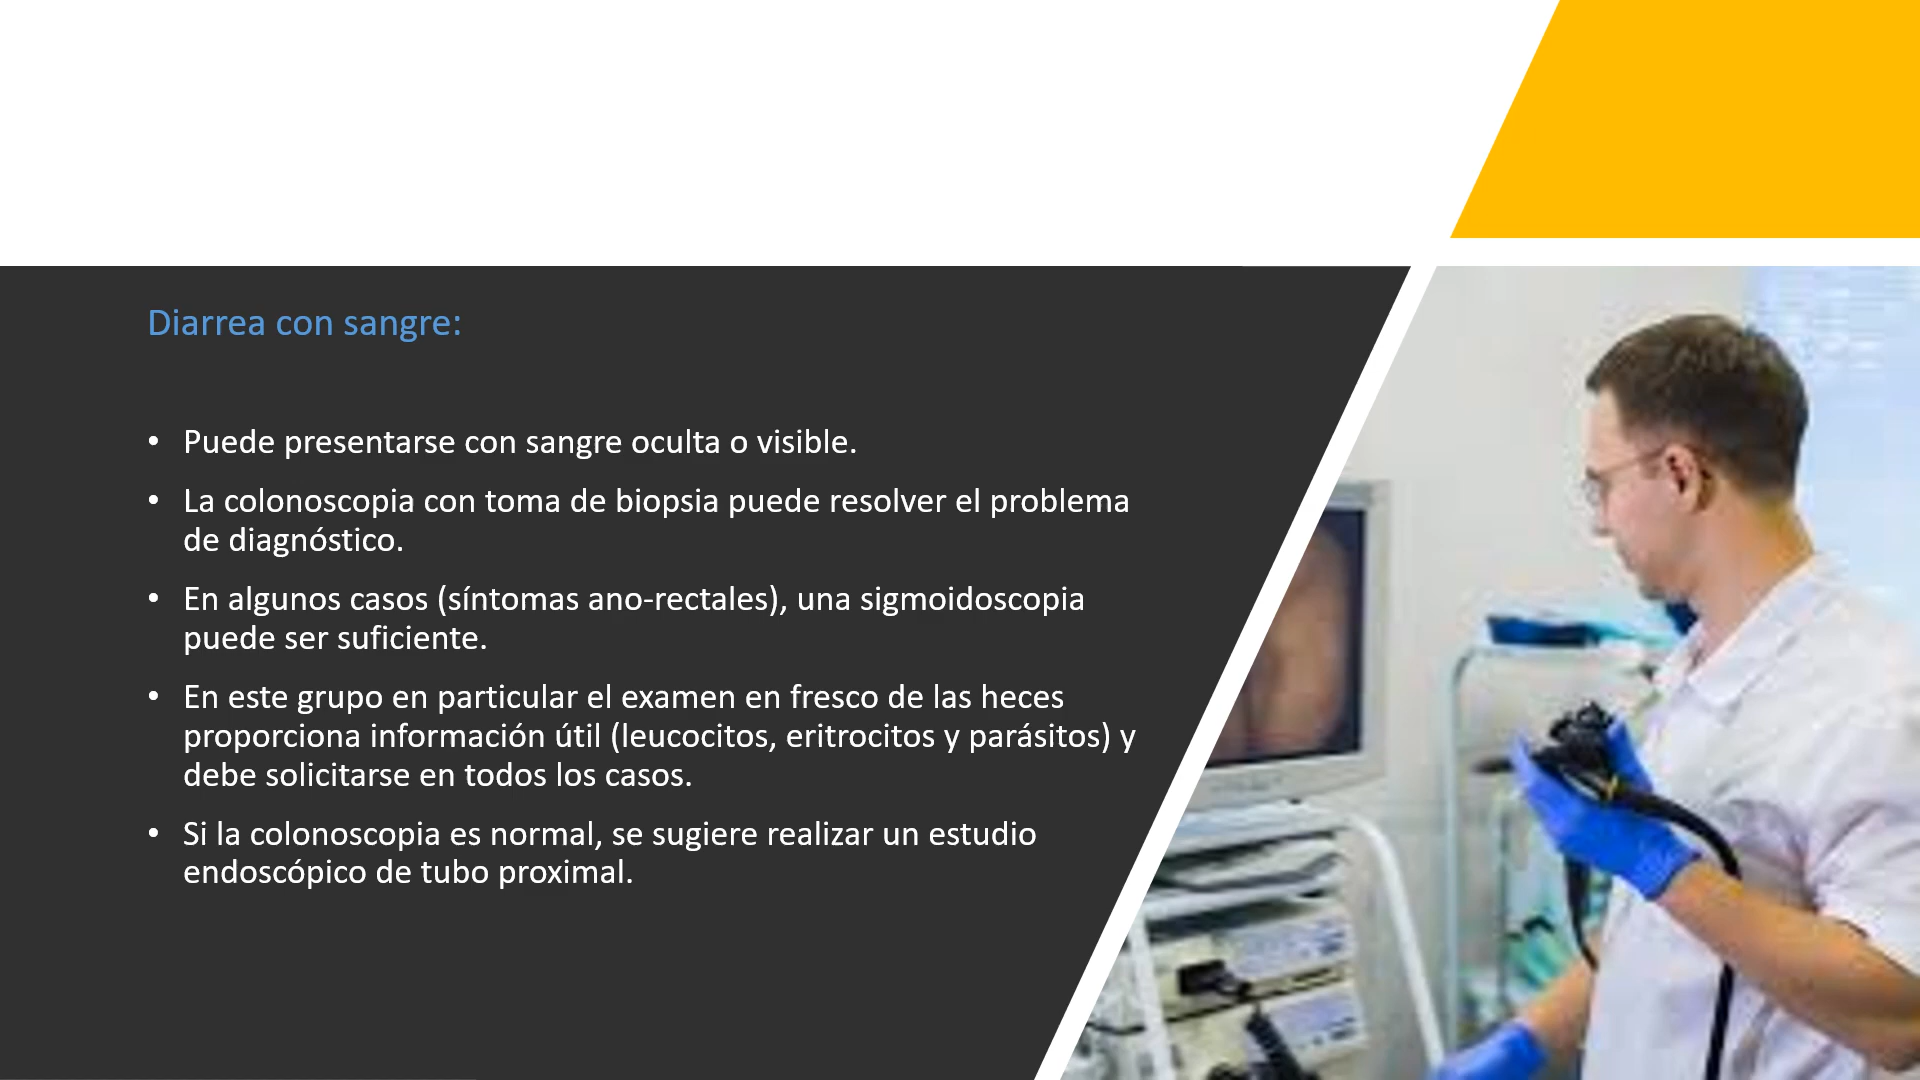 Diarrea con sangre:
• Puede presentarse con sangre oculta o visible.
• La colonoscopia con toma de biopsia puede resolver el problema
de diagnóstico.
• En algunos casos (síntomas ano-rectales), una sigmoidoscopia
puede ser suficiente.
• En este grupo en particular el examen en fresco de las heces
proporciona información útil (leucocitos, eritrocitos y parásitos) y
debe solicitarse en todos los casos.
• Si la colonoscopia es normal, se sugiere realizar un estudio
endoscópico de tubo proximal.